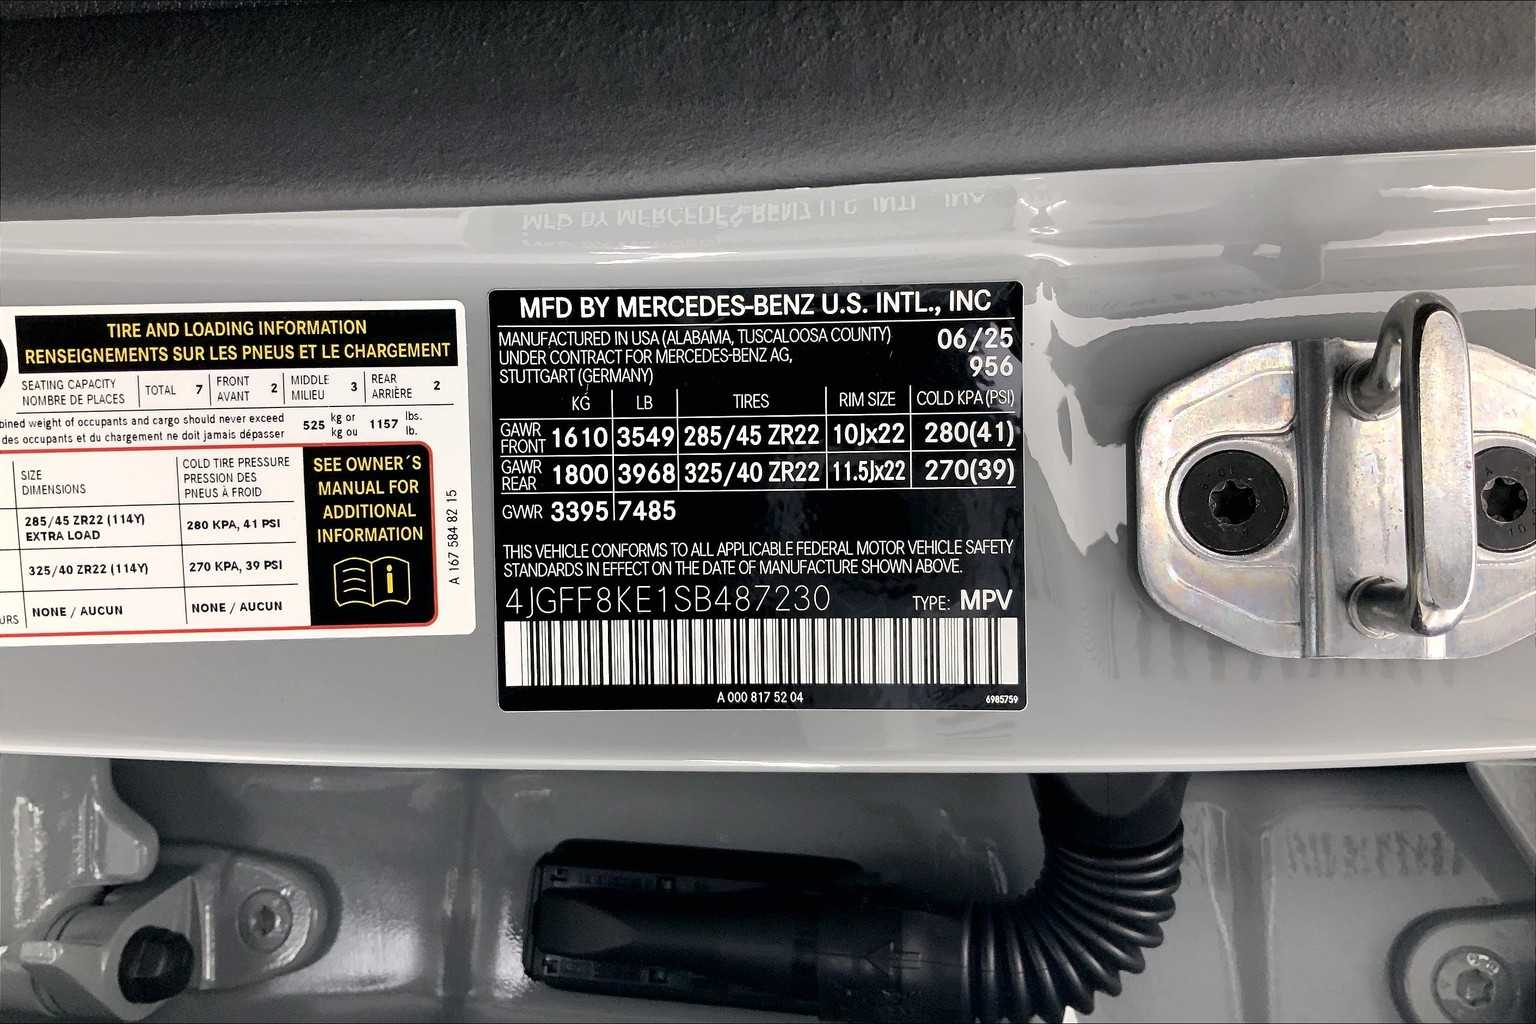 TIRE AND LOADING INFORMATION
RENSEIGNEMENTS SUR LES PNEUS ET LE CHARGEMENT
SEATING CAPACITY
NOMBRE DE PLACES
TOTAL 7
FRONT
AVANT
2
MIDDLE
MILIEU
3
REAR
ARRIÈRE
2
weight of occupants and cargo should never exceed
des occupants et du chargement ne doit jamais dépasser
525
kg or
kg ou
1157
lbs.
lb.
SIZE
DIMENSIONS
COLD TIRE PRESSURE
PRESSION DES
PNEUS À FROID
285/45 ZR22 (114Y)
EXTRA LOAD
280 KPA, 41 PSI
325/40 ZR22 (114Y)
270 KPA, 39 PSI
NONE / AUCUN
NONE / AUCUN
SEE OWNER´S
MANUAL FOR
ADDITIONAL
INFORMATION
A 167 584 82 15
MFD BY MERCEDES-BENZ U.S. INTL., INC
MANUFACTURED IN USA (ALABAMA, TUSCALOOSA COUNTY)
UNDER CONTRACT FOR MERCEDES-BENZ AG,
STUTTGART (GERMANY)
06/25
956
KG LB TIRES RIM SIZE COLD KPA (PSI)
GAWR FRONT 1610 3549 285/45 ZR22 10Jx22 280(41)
GAWR REAR 1800 3968 325/40 ZR22 11.5Jx22 270(39)
GVWR 3395 7485
THIS VEHICLE CONFORMS TO ALL APPLICABLE FEDERAL MOTOR VEHICLE SAFETY
STANDARDS IN EFFECT ON THE DATE OF MANUFACTURE SHOWN ABOVE.
4JGFF8KE1SB487230 TYPE: MPV
A 000 817 52 04
6985759